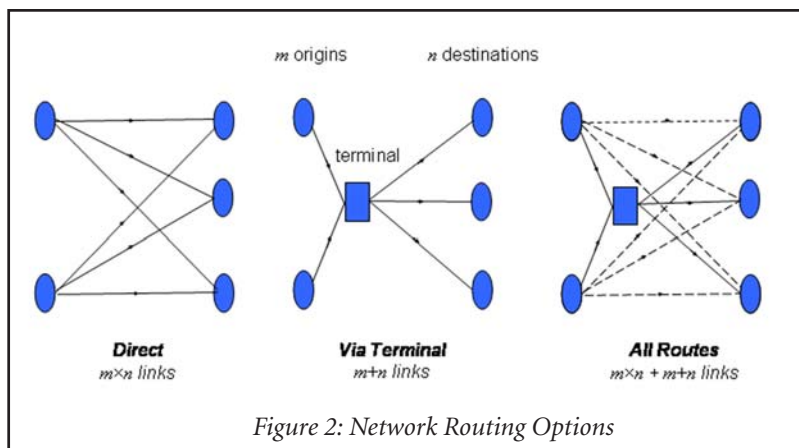 m origins
n destinations
terminal
Direct
m×n links
Via Terminal
m+n links
All Routes
m×n + m+n links
Figure 2: Network Routing Options